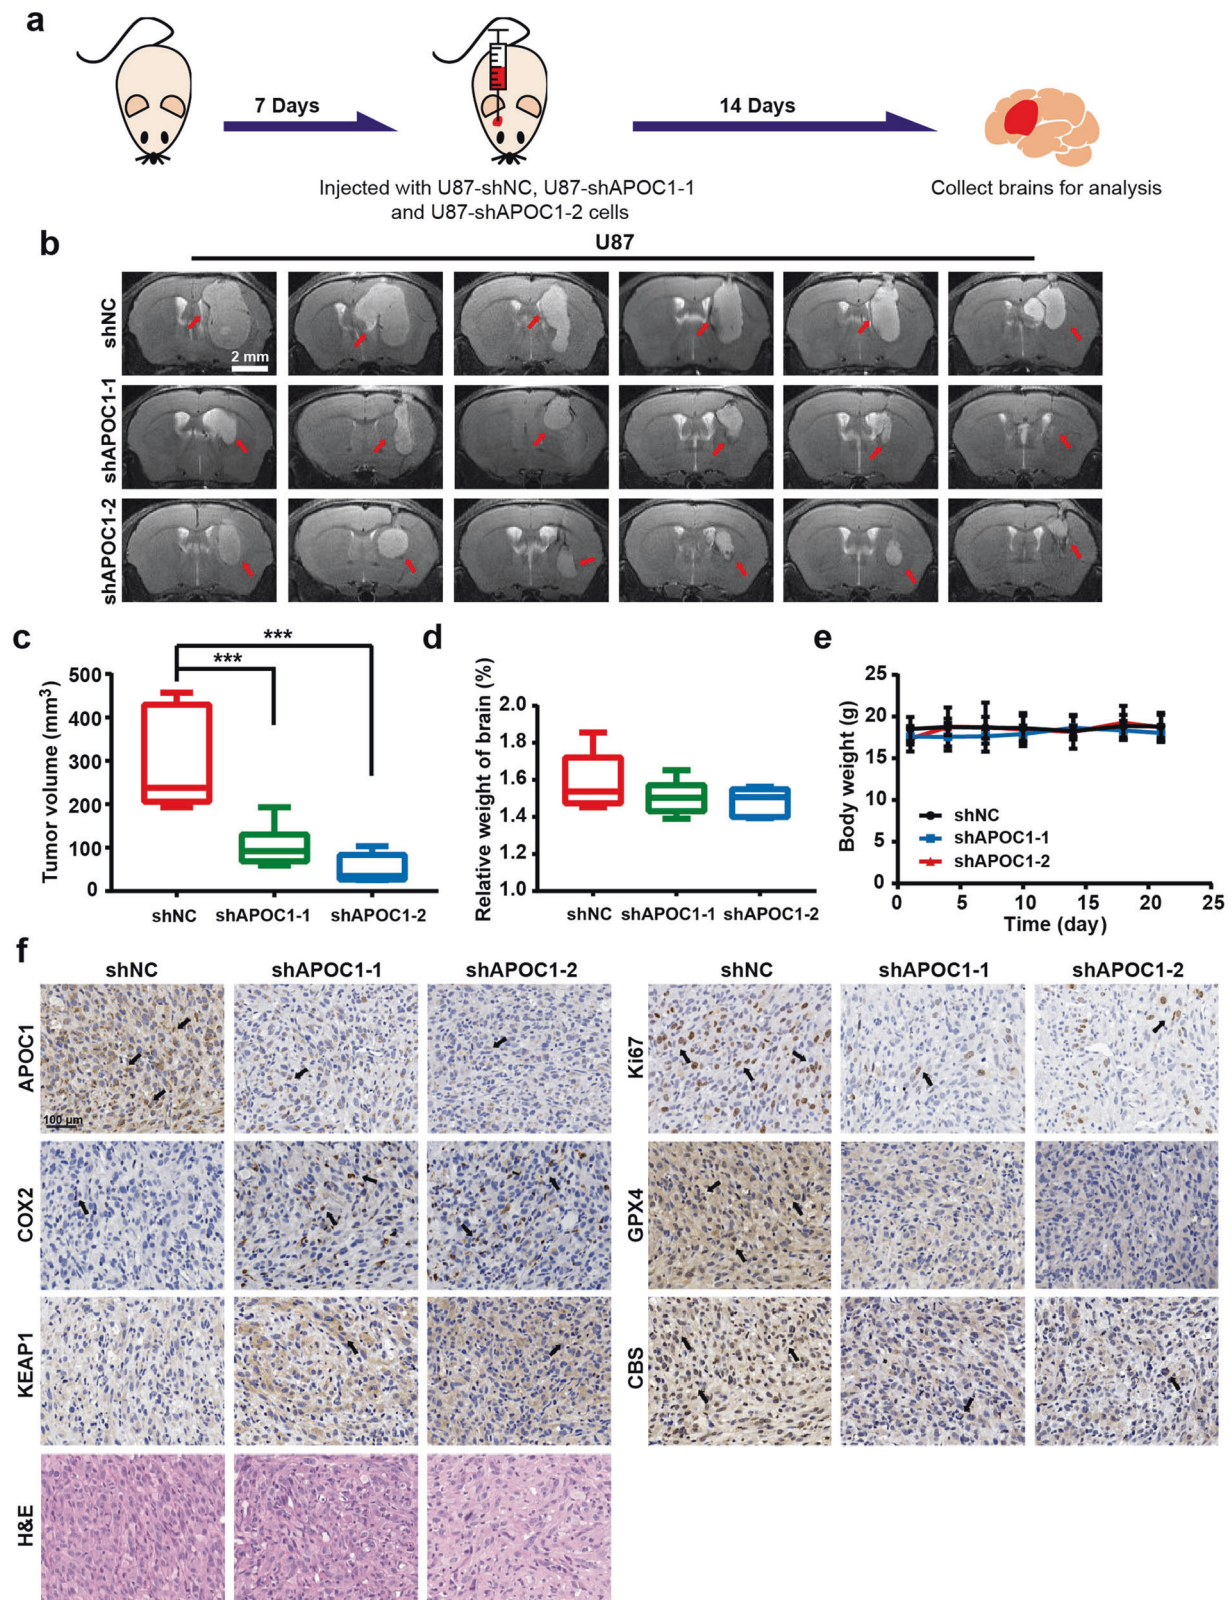 a
7 Days
14 Days
Injected with U87-shNC, U87-shAPOC1-1
and U87-shAPOC1-2 cells
Collect brains for analysis
b
U87
shNC
2 mm
shAPOC1-1
shAPOC1-2
c
***
***
Tumor volume (mm³)
500
400
300
200
100
0
shNC
shAPOC1-1
shAPOC1-2
d
Relative weight of brain (%)
2.0
1.8
1.6
1.4
1.2
1.0
shNC
shAPOC1-1
shAPOC1-2
e
Body weight (g)
25
20
15
10
5
0
shNC
shAPOC1-1
shAPOC1-2
0
5
10
15
20
25
Time (day)
f
shNC
shAPOC1-1
shAPOC1-2
shNC
shAPOC1-1
shAPOC1-2
APOC1
100 µm
Ki67
COX2
GPX4
KEAP1
CBS
H&E